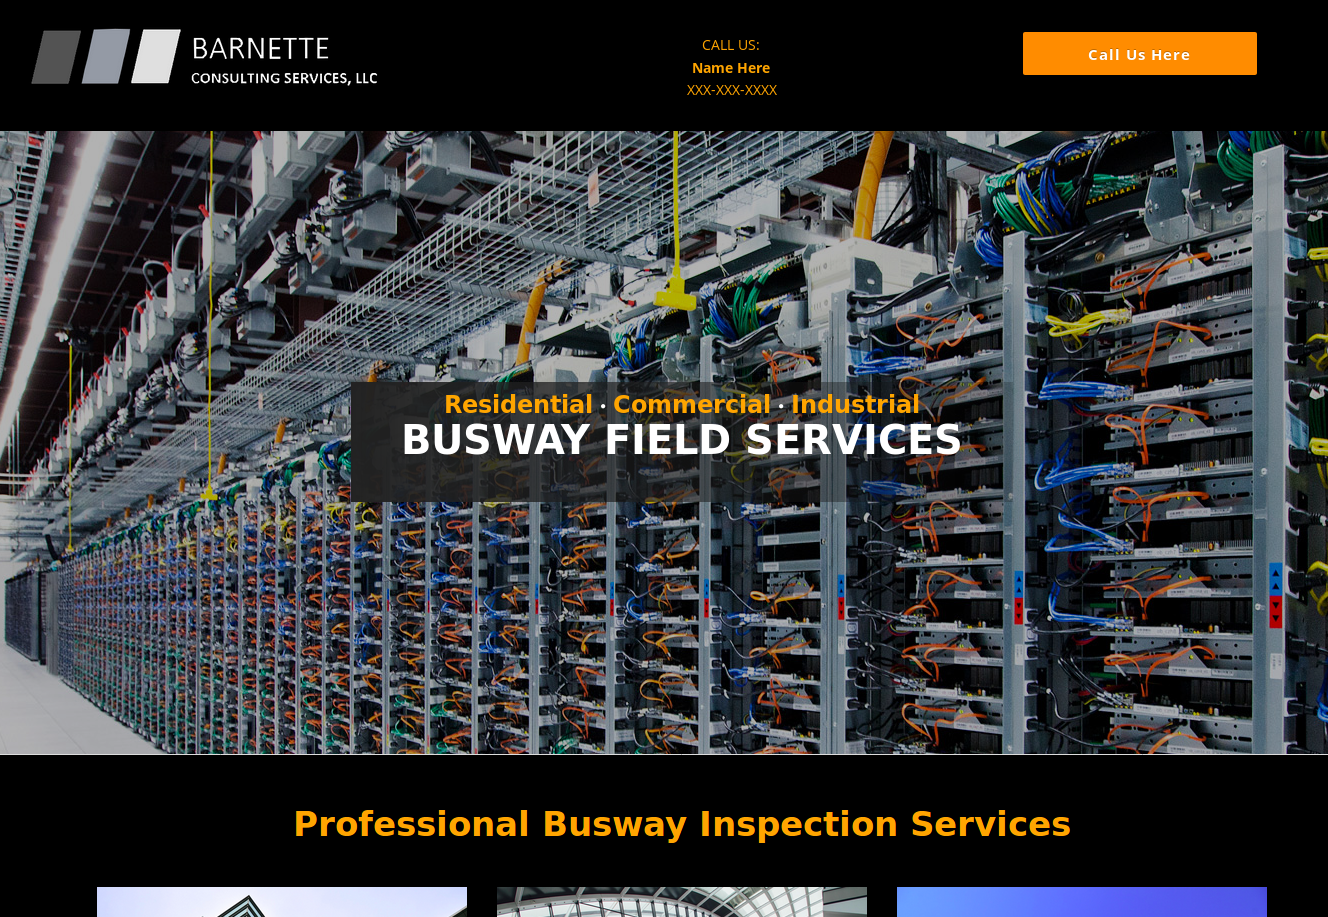 BARNETTE
CONSULTING SERVICES, LLC
CALL US:
Name Here
XXX-XXX-XXXX
Call Us Here
Residential · Commercial · Industrial
BUSWAY FIELD SERVICES
Professional Busway Inspection Services